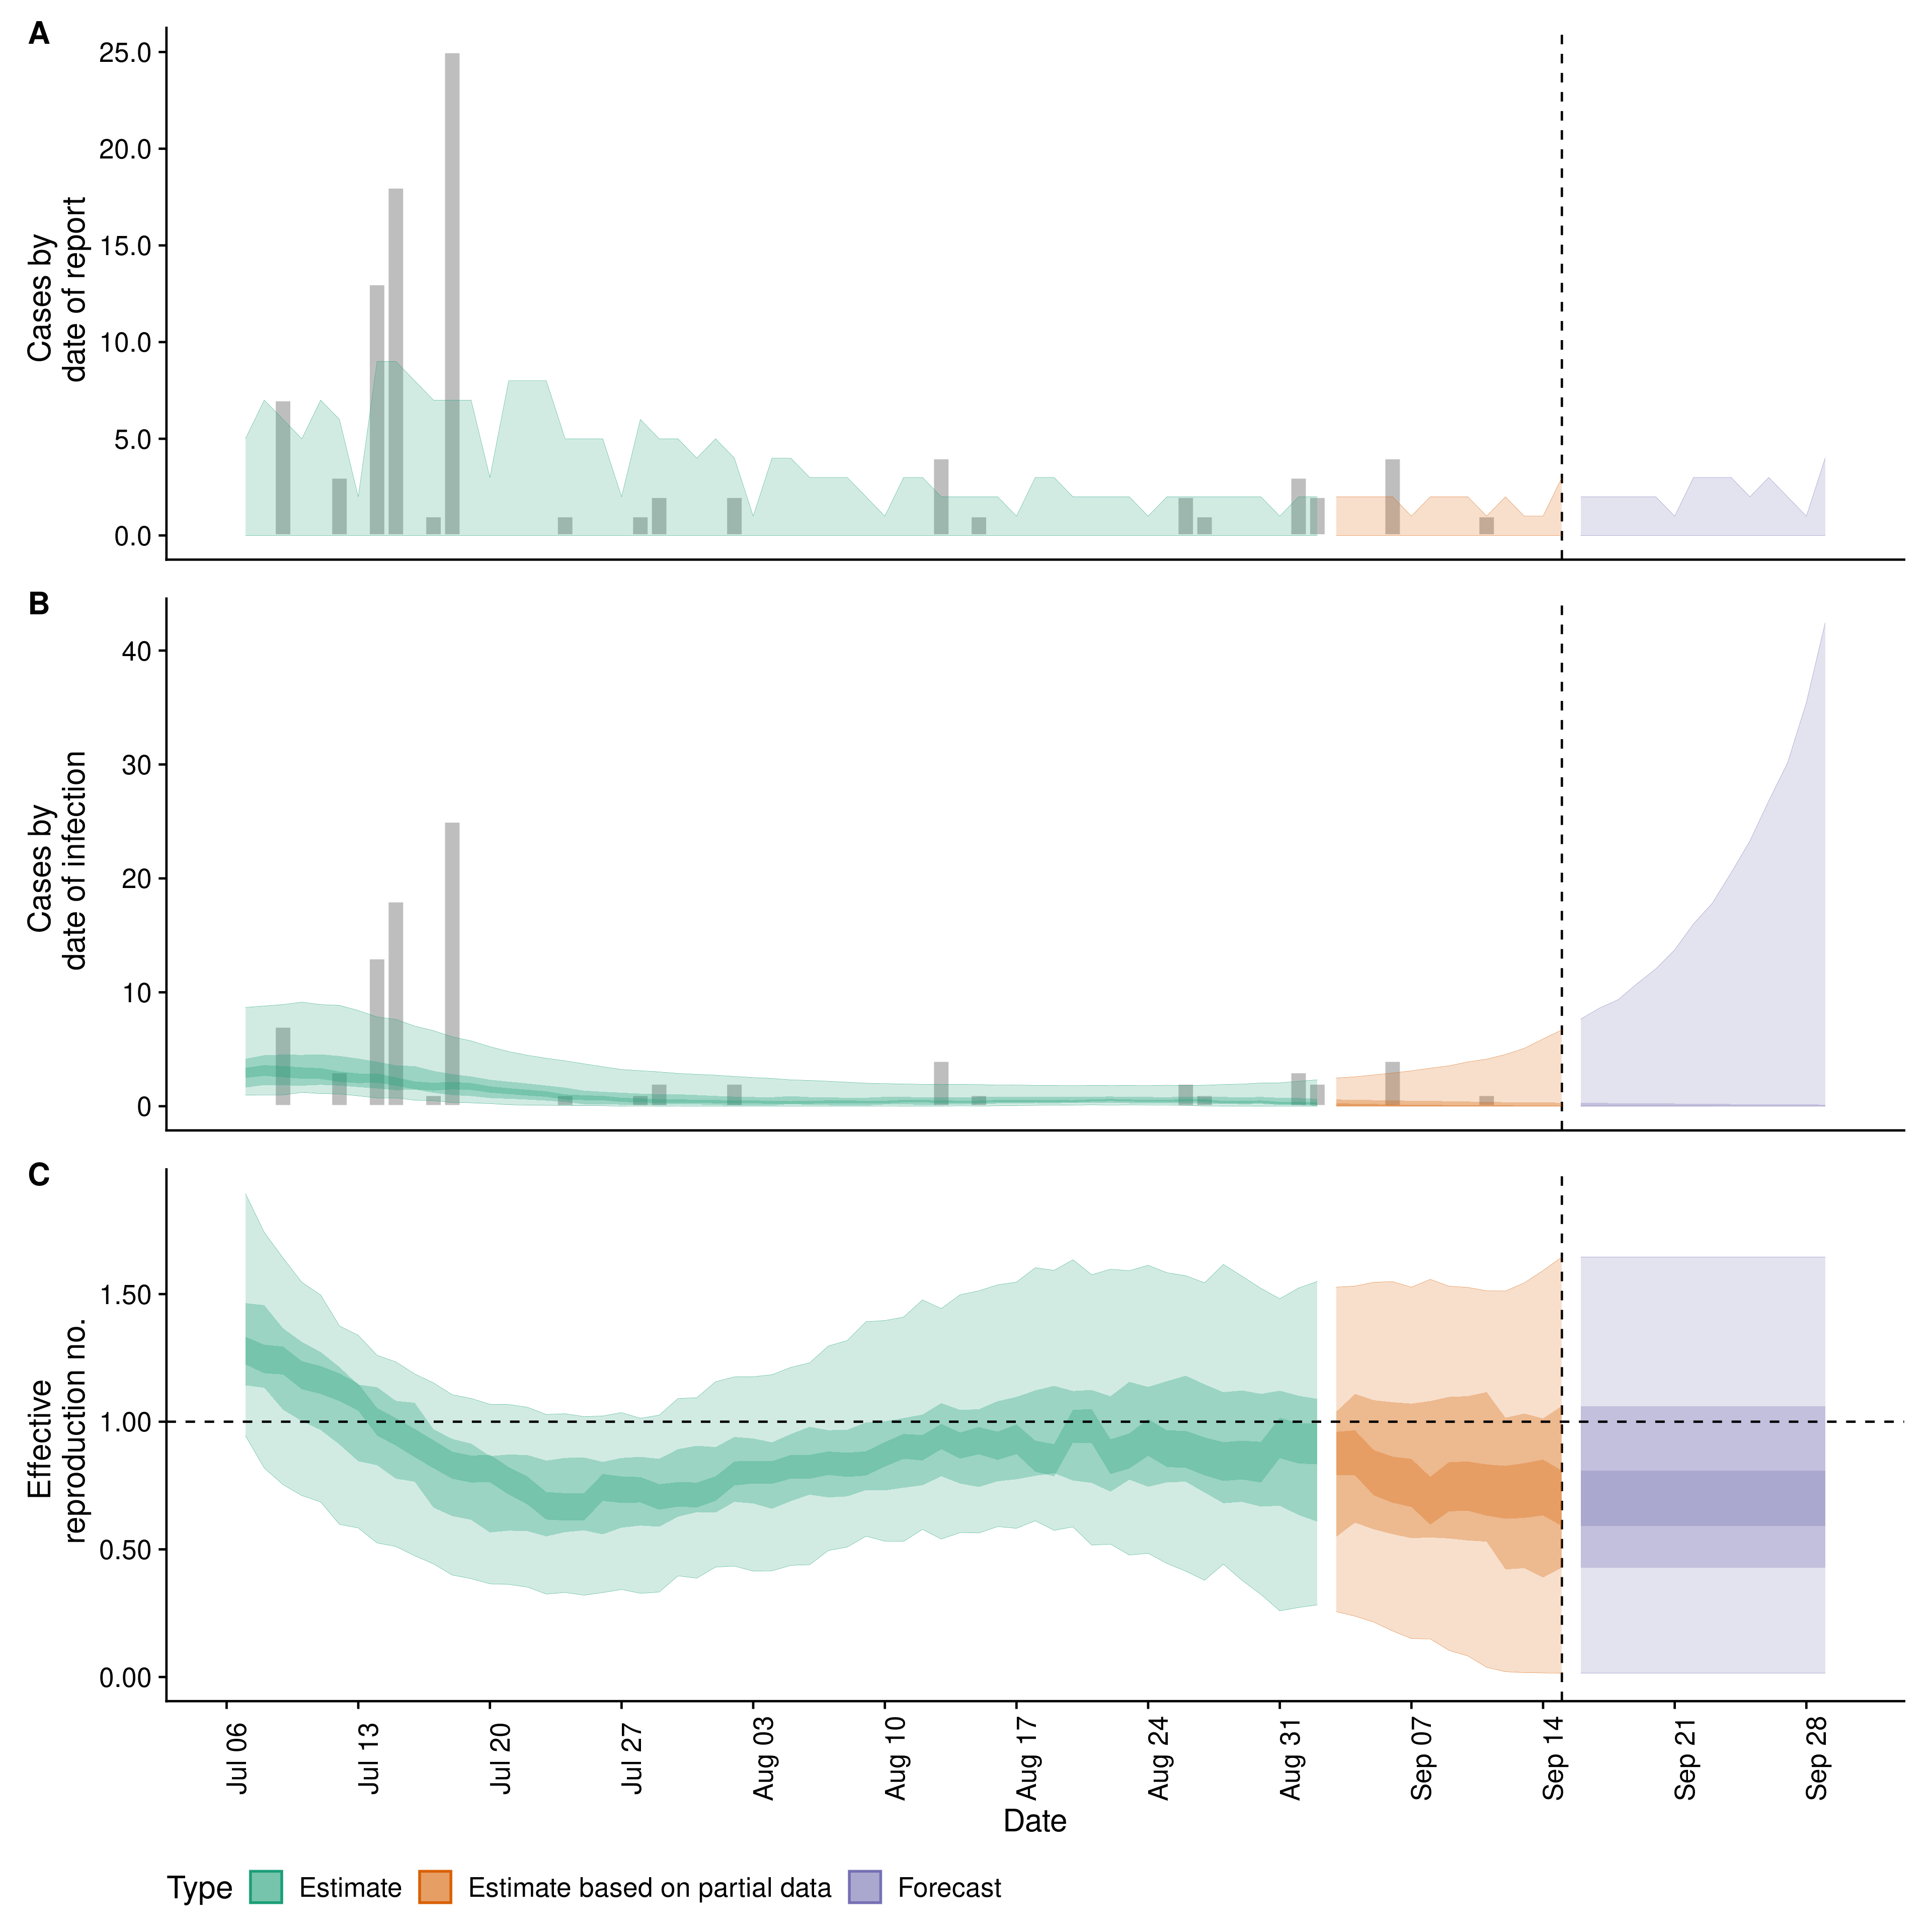 A
25.0
20.0
15.0
10.0
5.0
0.0
Cases by
date of report
B
40
30
20
10
0
Cases by
date of infection
C
1.50
1.00
0.50
0.00
Effective
reproduction no.
Jul 06
Jul 13
Jul 20
Jul 27
Aug 03
Aug 10
Aug 17
Aug 24
Aug 31
Sep 07
Sep 14
Sep 21
Sep 28
Date
Type
Estimate
Estimate based on partial data
Forecast